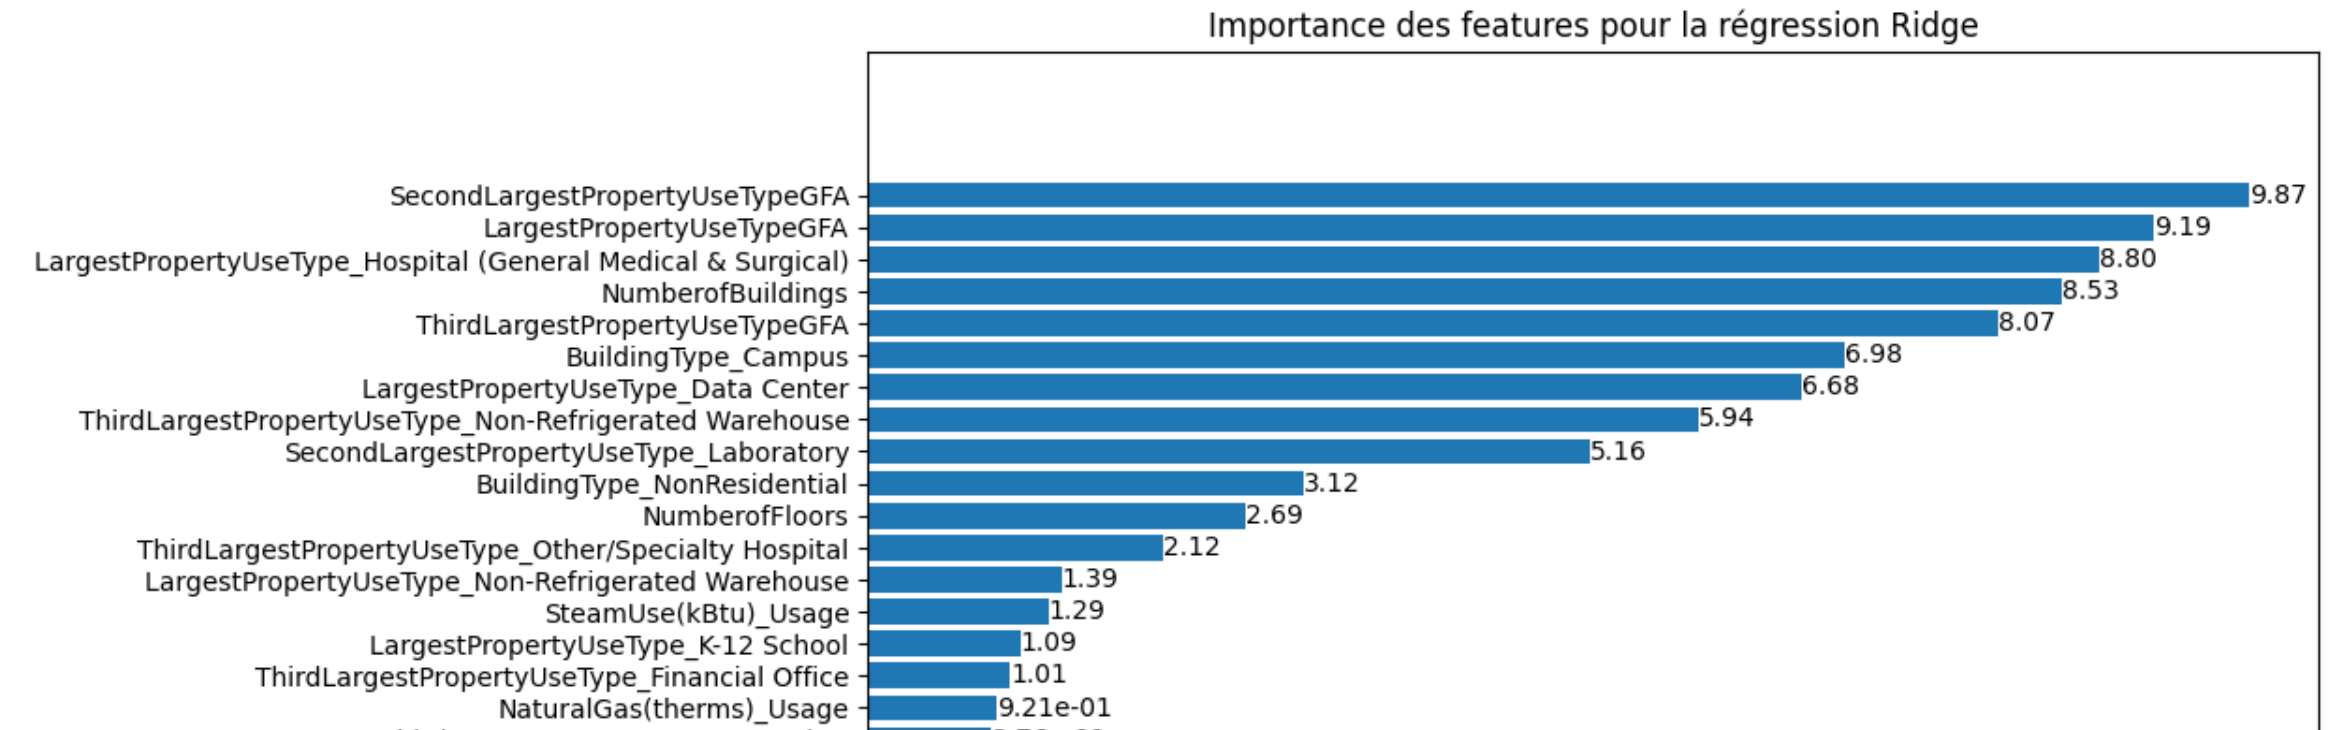 Importance des features pour la régression Ridge
SecondLargestPropertyUseTypeGFA 9.87
LargestPropertyUseTypeGFA 9.19
LargestPropertyUseType_Hospital (General Medical & Surgical) 8.80
NumberofBuildings 8.53
ThirdLargestPropertyUseTypeGFA 8.07
BuildingType_Campus 6.98
LargestPropertyUseType_Data Center 6.68
ThirdLargestPropertyUseType_Non-Refrigerated Warehouse 5.94
SecondLargestPropertyUseType_Laboratory 5.16
BuildingType_NonResidential 3.12
NumberofFloors 2.69
ThirdLargestPropertyUseType_Other/Specialty Hospital 2.12
LargestPropertyUseType_Non-Refrigerated Warehouse 1.39
SteamUse(kBtu)_Usage 1.29
LargestPropertyUseType_K-12 School 1.09
ThirdLargestPropertyUseType_Financial Office 1.01
NaturalGas(therms)_Usage 9.21e-01